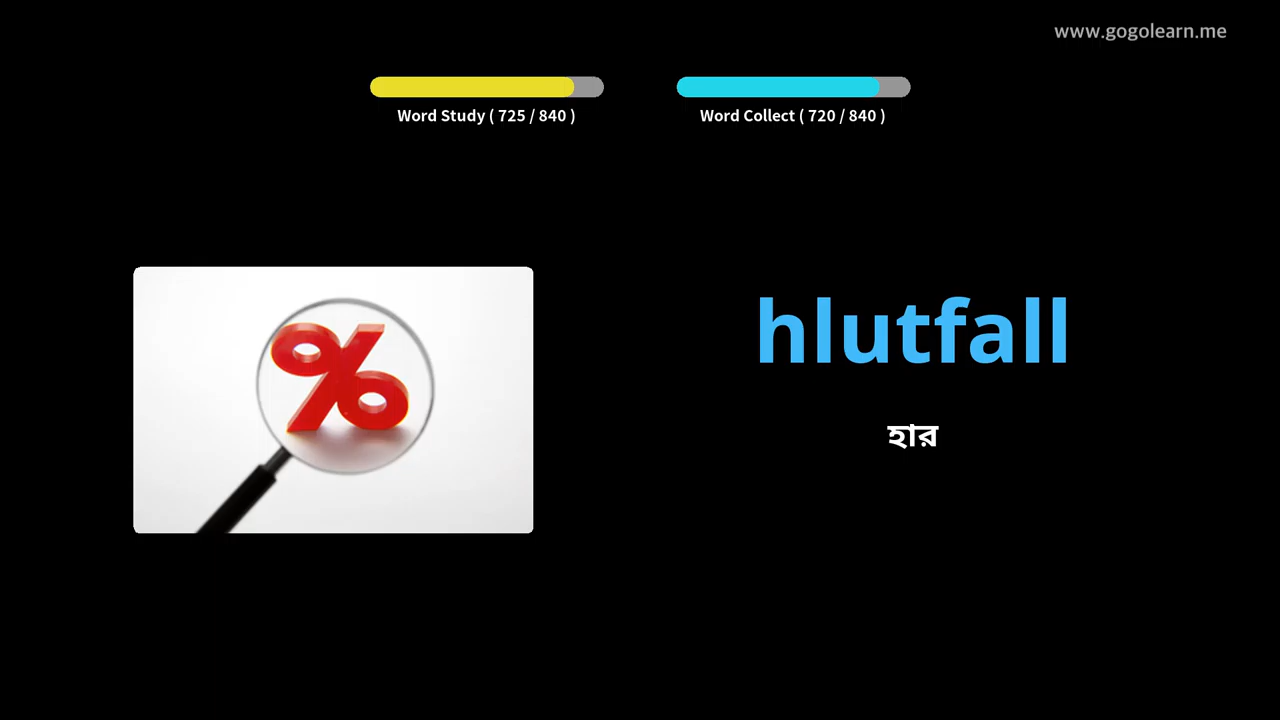 www.gogolearn.me
Word Study ( 725 / 840 )
Word Collect ( 720 / 840 )
%
hlutfall
হার